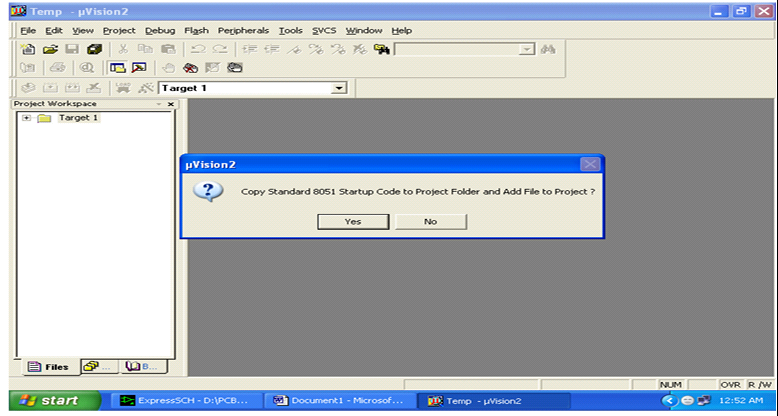 Temp - µVision2
File Edit View Project Debug Flash Peripherals Tools SVCS Window Help
Target 1
Project Workspace
Target 1
µVision2
Copy Standard 8051 Startup Code to Project Folder and Add File to Project ?
Yes No
Files ... B...
NUM OVR R/W
start ExpressSCH - D:\PCB... Document1 - Microsof... Temp - µVision2 12:52 AM